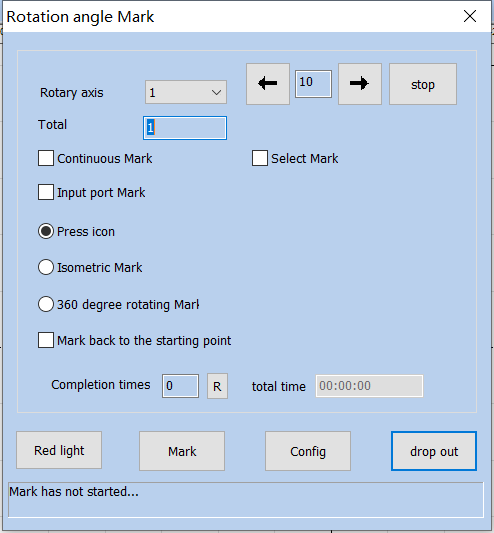 Rotation angle Mark
Rotary axis 1 10 stop
Total 1
Continuous Mark Select Mark
Input port Mark
Press icon
Isometric Mark
360 degree rotating Mark
Mark back to the starting point
Completion times 0 R total time 00:00:00
Red light Mark Config drop out
Mark has not started...